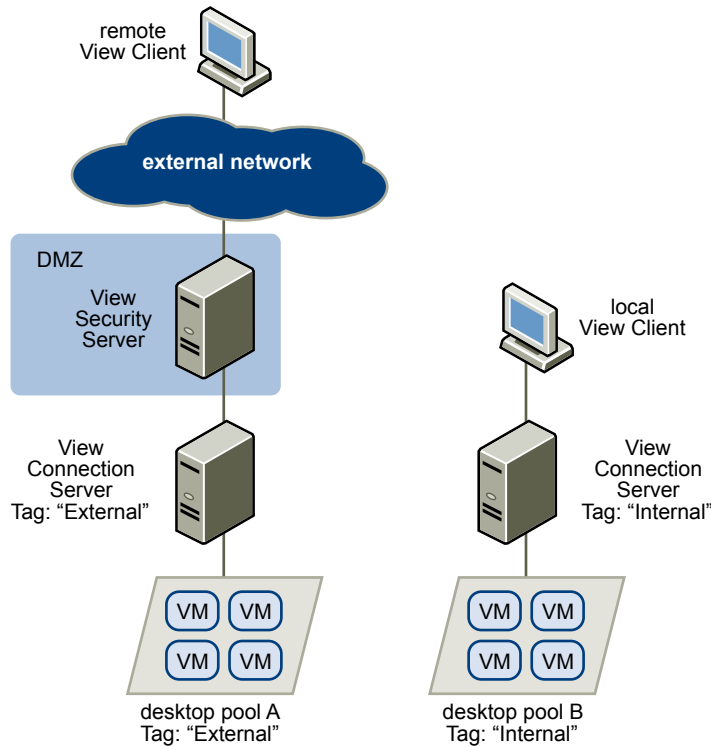 remote
View Client
external network
DMZ
View
Security
Server
local
View Client
View
Connection
Server
Tag: “External”
View
Connection
Server
Tag: “Internal”
VM VM
VM VM
VM VM
VM VM
desktop pool A
Tag: “External”
desktop pool B
Tag: “Internal”